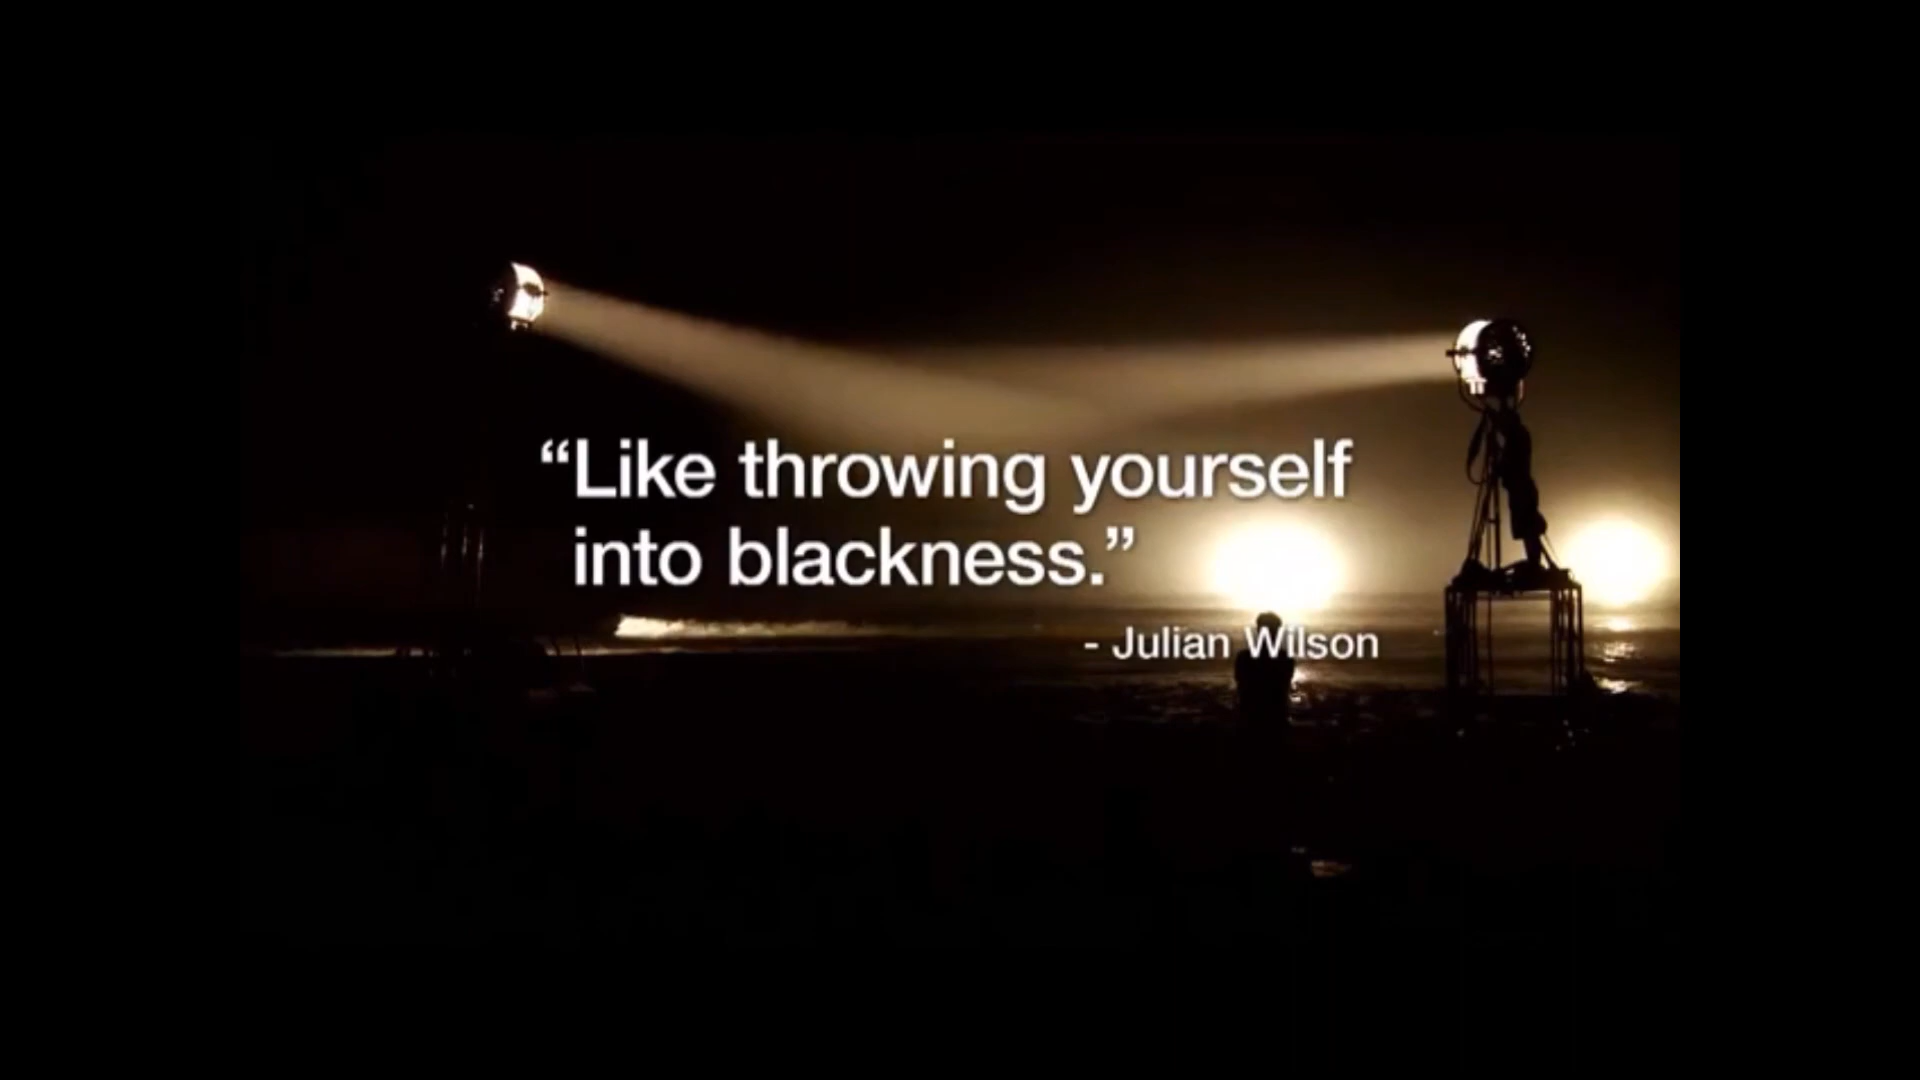 “Like throwing yourself
into blackness.”
- Julian Wilson